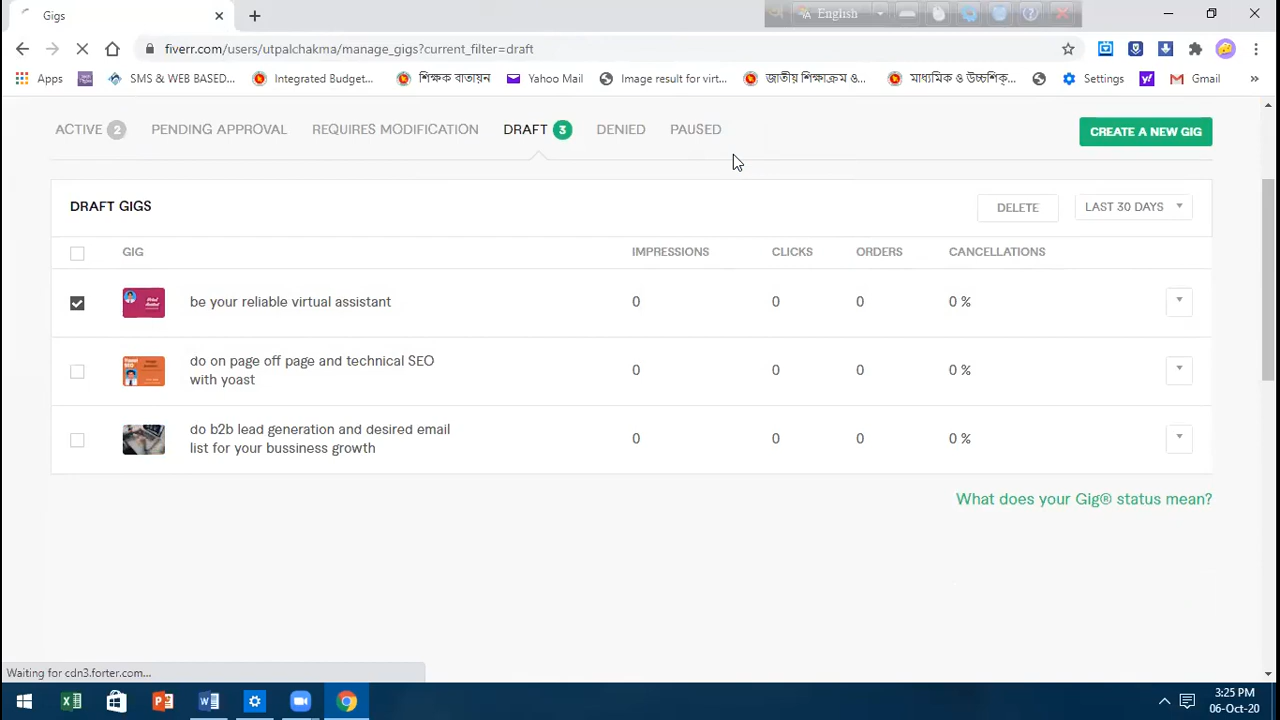 Gigs
English
fiverr.com/users/utpalchakma/manage_gigs?current_filter=draft
Apps SMS & WEB BASED... Integrated Budget... শিক্ষক বাতায়ন Yahoo Mail Image result for virt... জাতীয় শিক্ষাক্রম ও... মাধ্যমিক ও উচ্চশিক্... Settings Gmail »
ACTIVE 2 PENDING APPROVAL REQUIRES MODIFICATION DRAFT 3 DENIED PAUSED CREATE A NEW GIG
DRAFT GIGS DELETE LAST 30 DAYS
GIG IMPRESSIONS CLICKS ORDERS CANCELLATIONS
be your reliable virtual assistant 0 0 0 0 %
do on page off page and technical SEO
with yoast 0 0 0 0 %
do b2b lead generation and desired email
list for your bussiness growth 0 0 0 0 %
What does your Gig® status mean?
Waiting for cdn3.forter.com...
3:25 PM
06-Oct-20